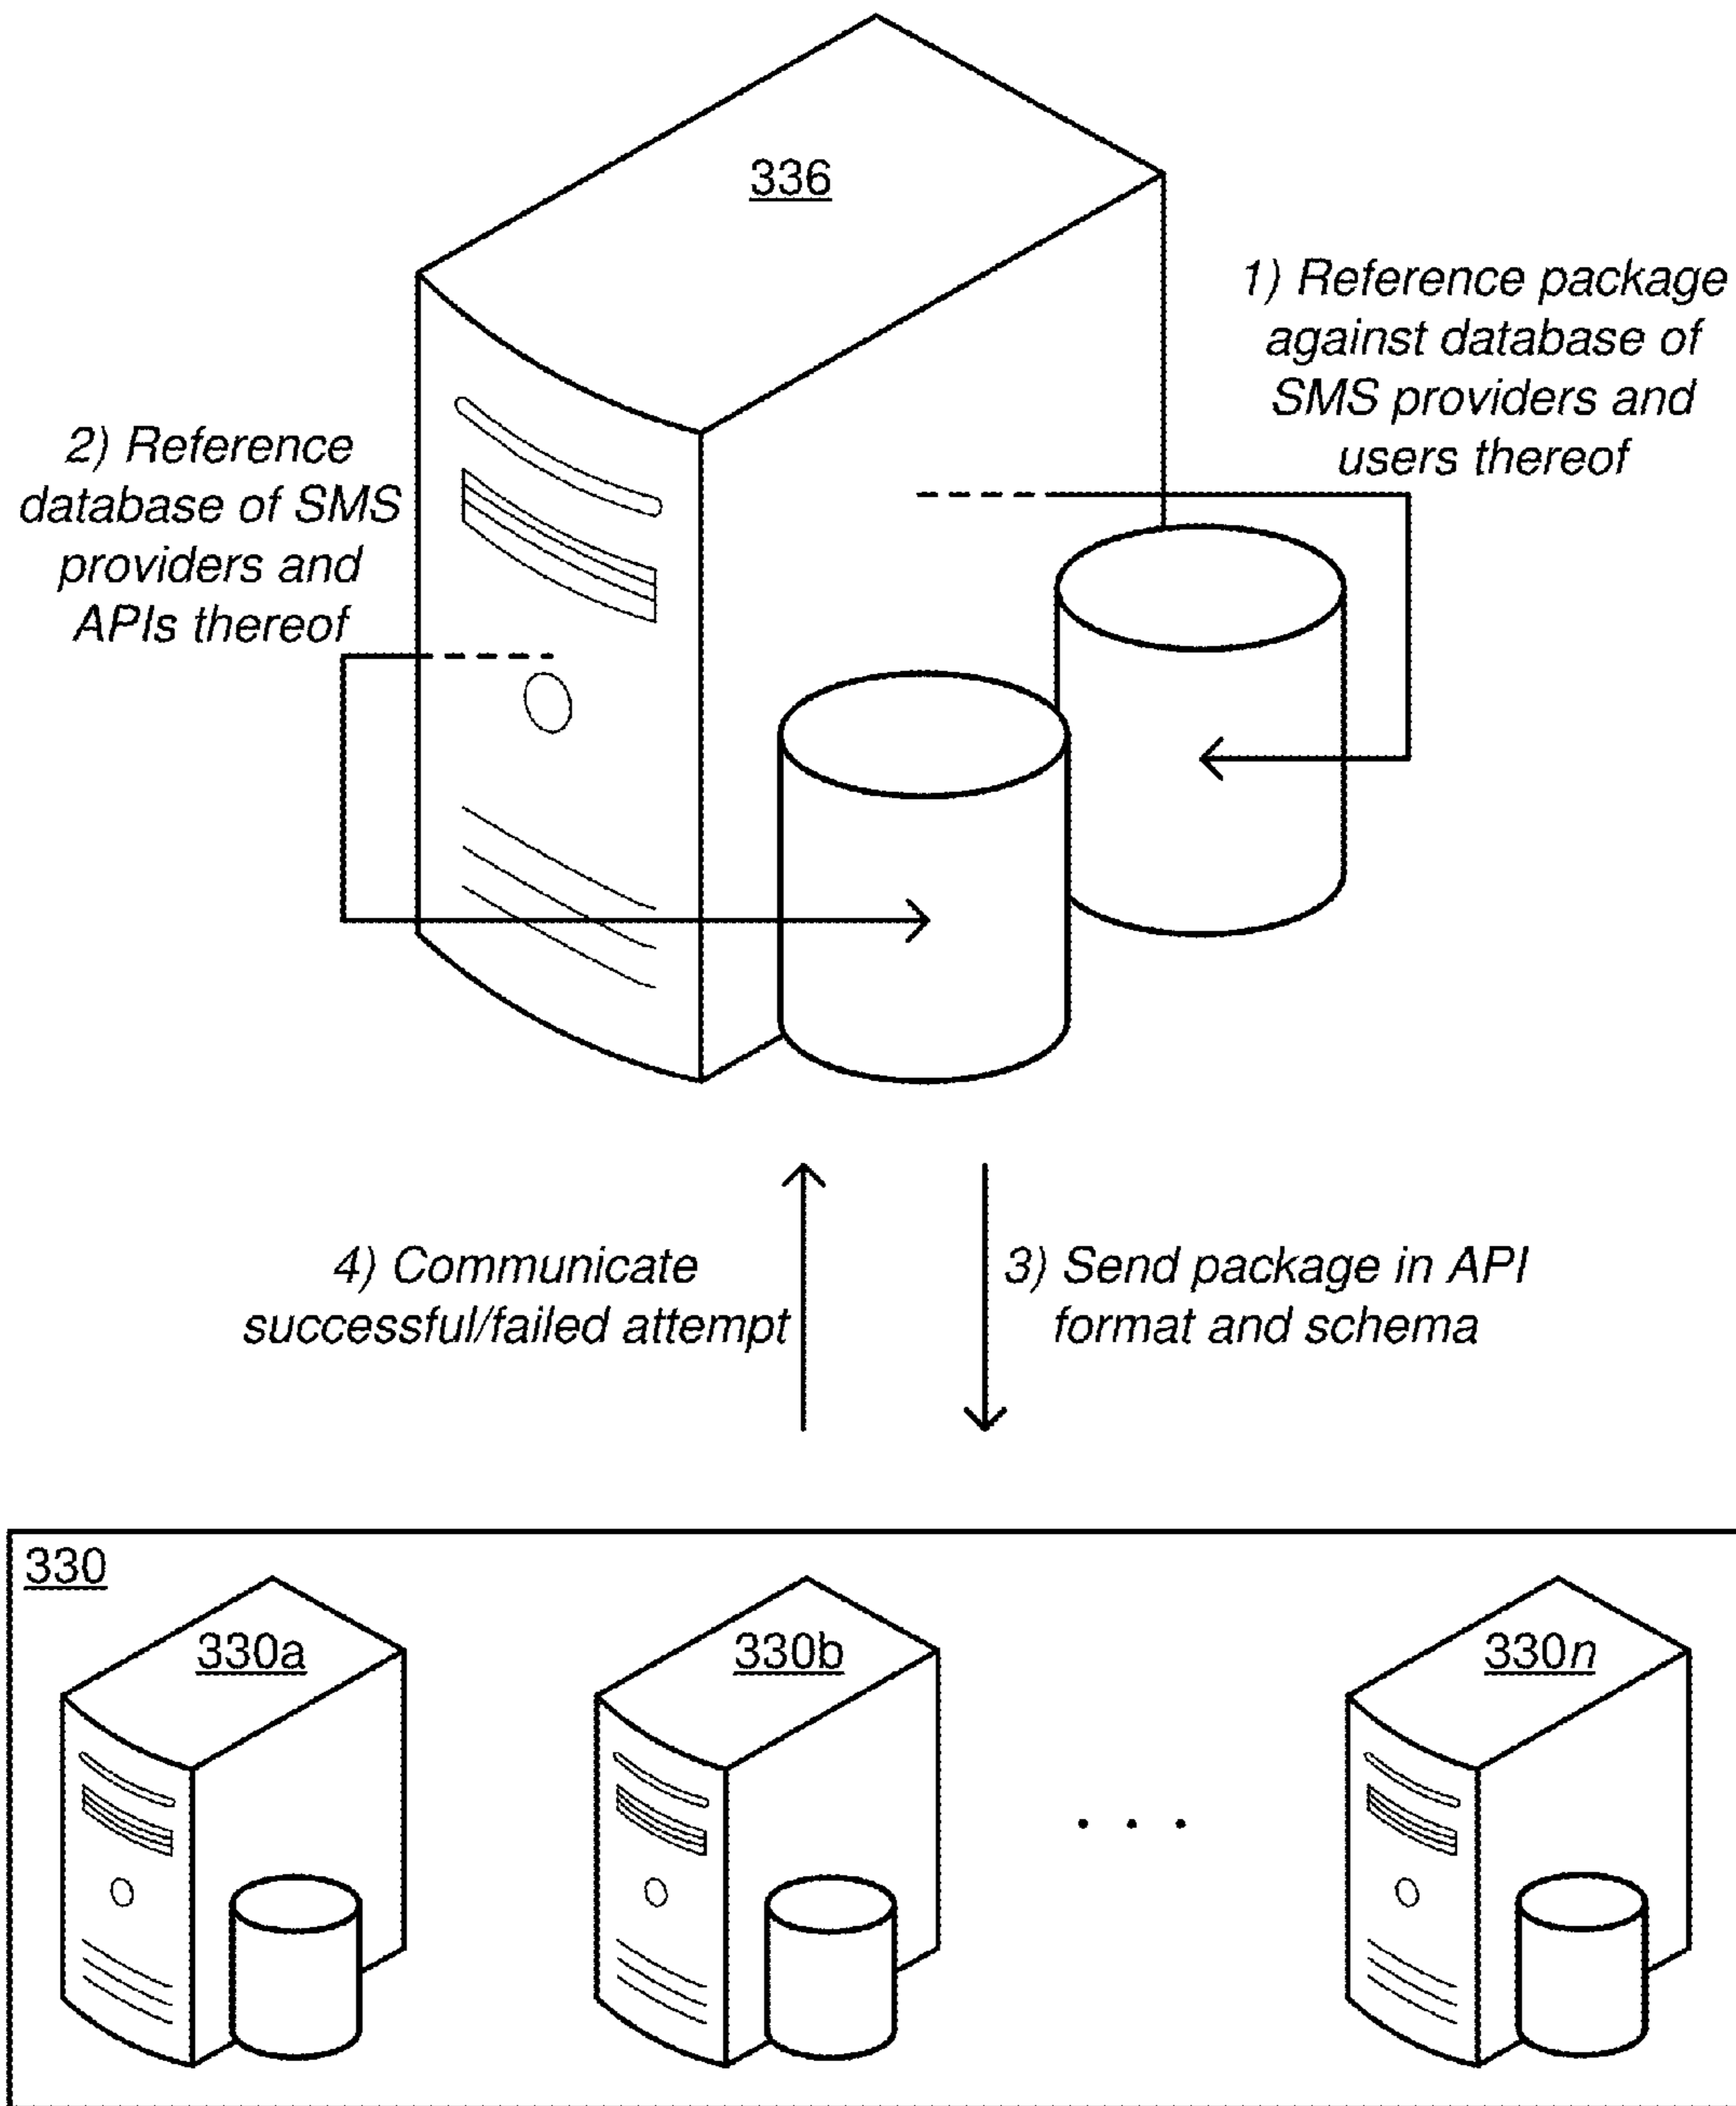 336
1) Reference package
against database of
SMS providers and
users thereof
2) Reference
database of SMS
providers and
APIs thereof
4) Communicate
successful/failed attempt
3) Send package in API
format and schema
330
330a
330b
. . .
330n